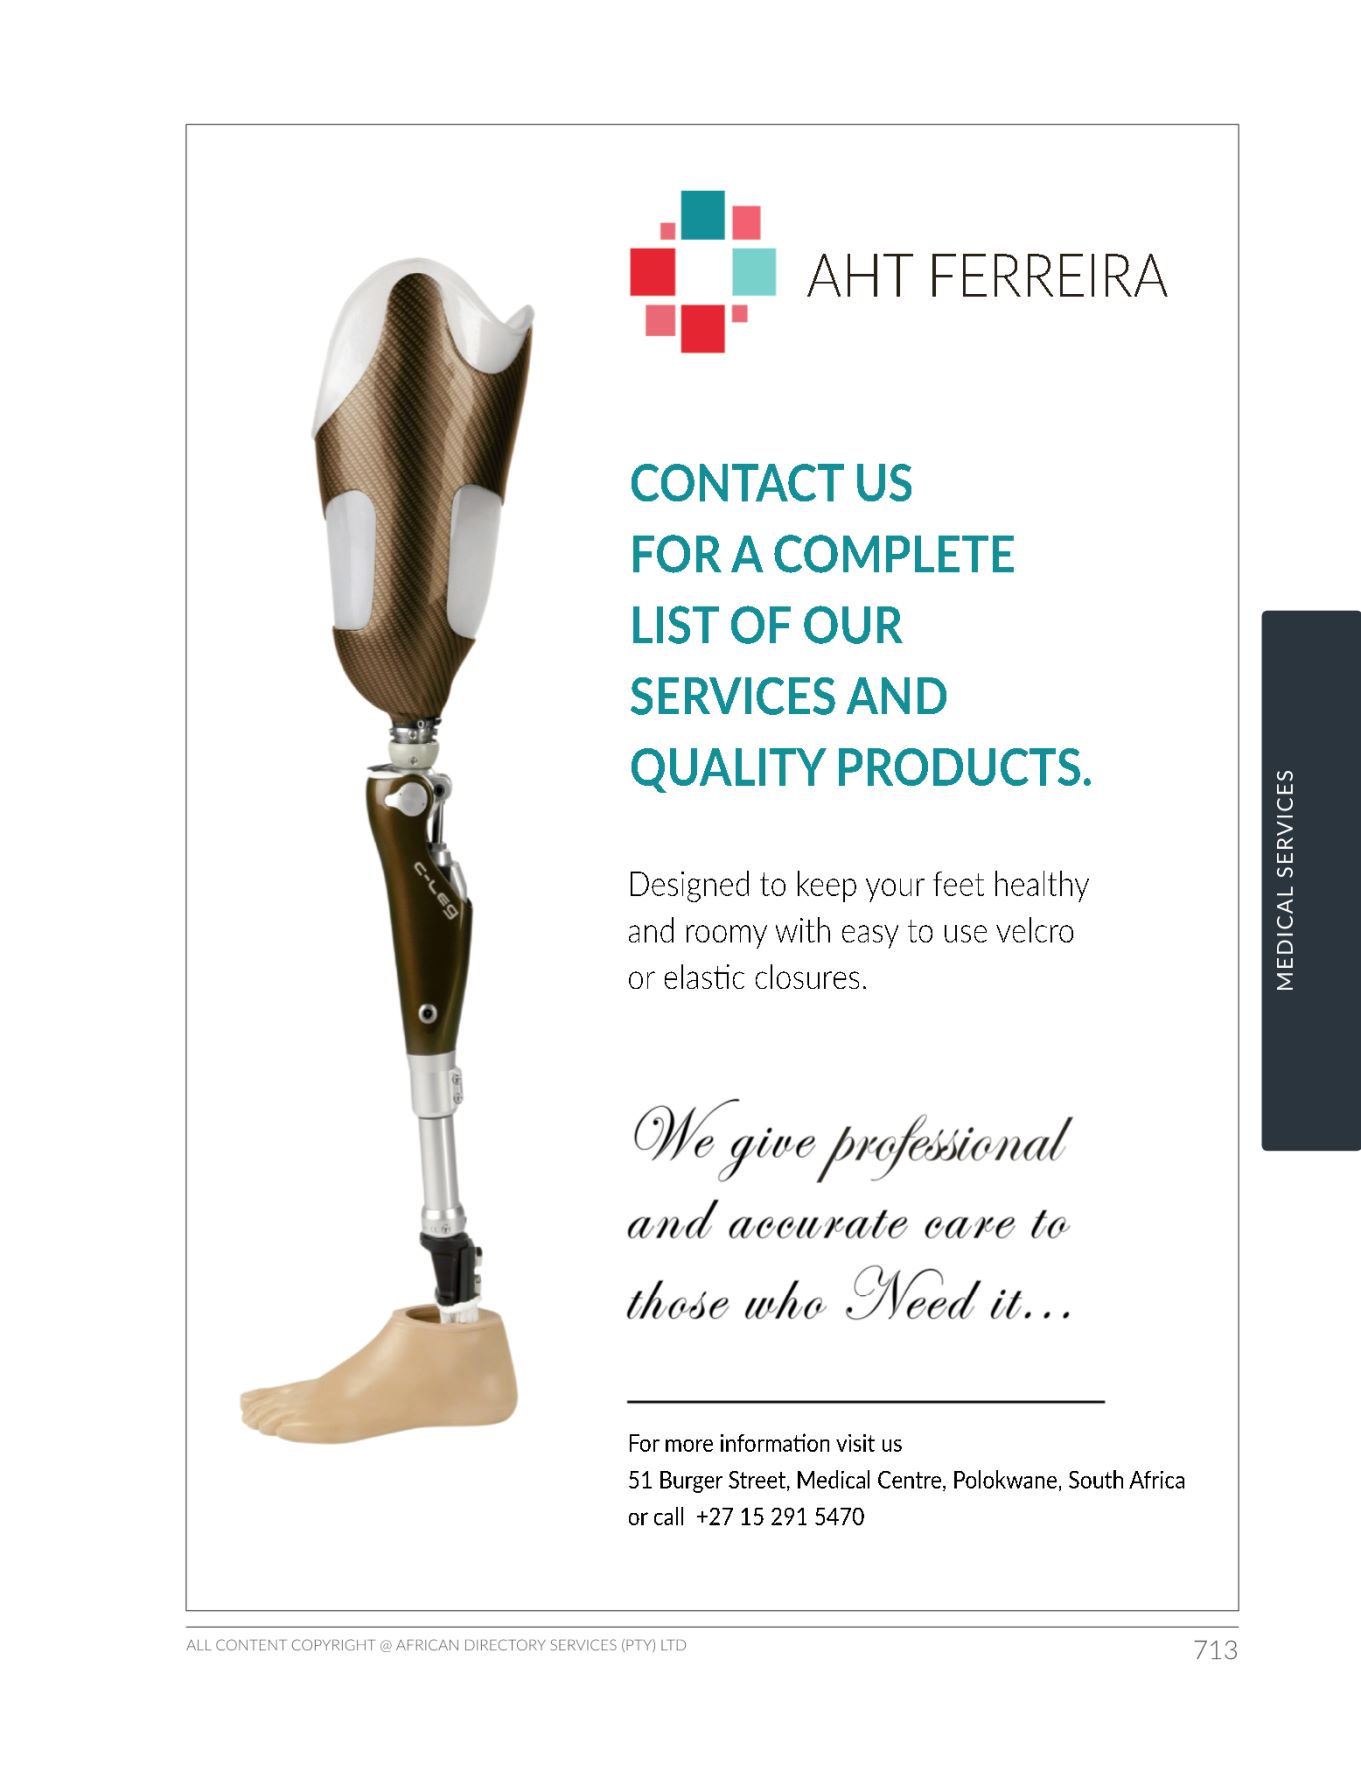 AHT FERREIRA
CONTACT US
FOR A COMPLETE
LIST OF OUR
SERVICES AND
QUALITY PRODUCTS.
Designed to keep your feet healthy
and roomy with easy to use velcro
or elastic closures.
C-LEG
We give professional
and accurate care to
those who Need it...
For more information visit us
51 Burger Street, Medical Centre, Polokwane, South Africa
or call +27 15 291 5470
MEDICAL SERVICES
ALL CONTENT COPYRIGHT @ AFRICAN DIRECTORY SERVICES (PTY) LTD
713